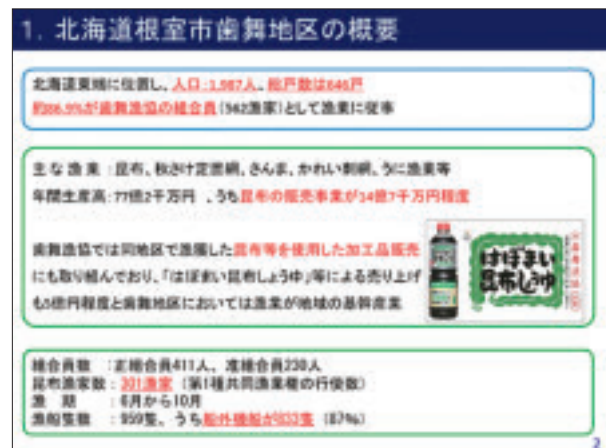 1. 北海道根室市歯舞地区の概要
北海道東端に位置し、人口：1,987人、総戸数は646戸
約86.9%が歯舞漁協の組合員（562漁家）として漁業に従事
主な漁業：昆布、秋さけ定置網、さんま、かれい刺網、うに漁業等
年間生産高：77億2千万円、うち昆布の販売事業が34億7千万円程度
歯舞漁協では同地区で漁獲した昆布等を使用した加工品販売
にも取り組んでおり、「はぼまい昆布しょうゆ」等による売り上げ
も5億円程度と歯舞地区においては漁業が地域の基幹産業
はぼまい
昆布しょうゆ
組合員数：正組合員411人、准組合員230人
昆布漁家数：301漁家（第1種共同漁業権の行使数）
漁期：6月から10月
漁船隻数：959隻、うち船外機船が833隻（87%）
2